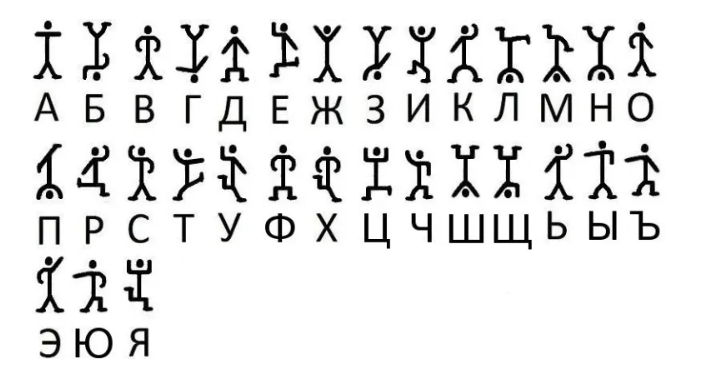 А Б В Г Д Е Ж З И К Л М Н О
П Р С Т У Ф Х Ц Ч Ш Щ Ь Ы Ъ
Э Ю Я